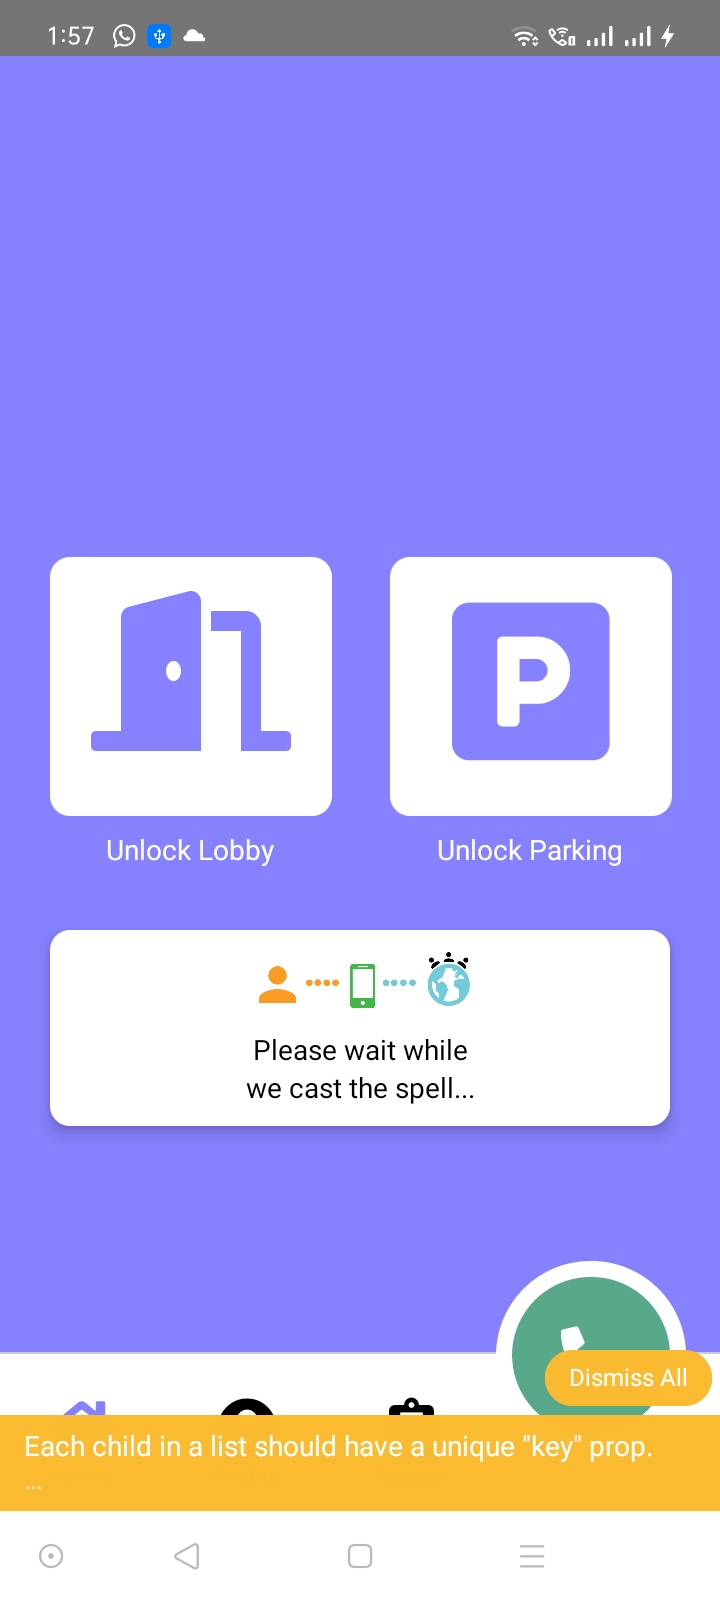 1:57
P
Unlock Lobby
Unlock Parking
Please wait while
we cast the spell...
Dismiss All
Each child in a list should have a unique "key" prop.
...